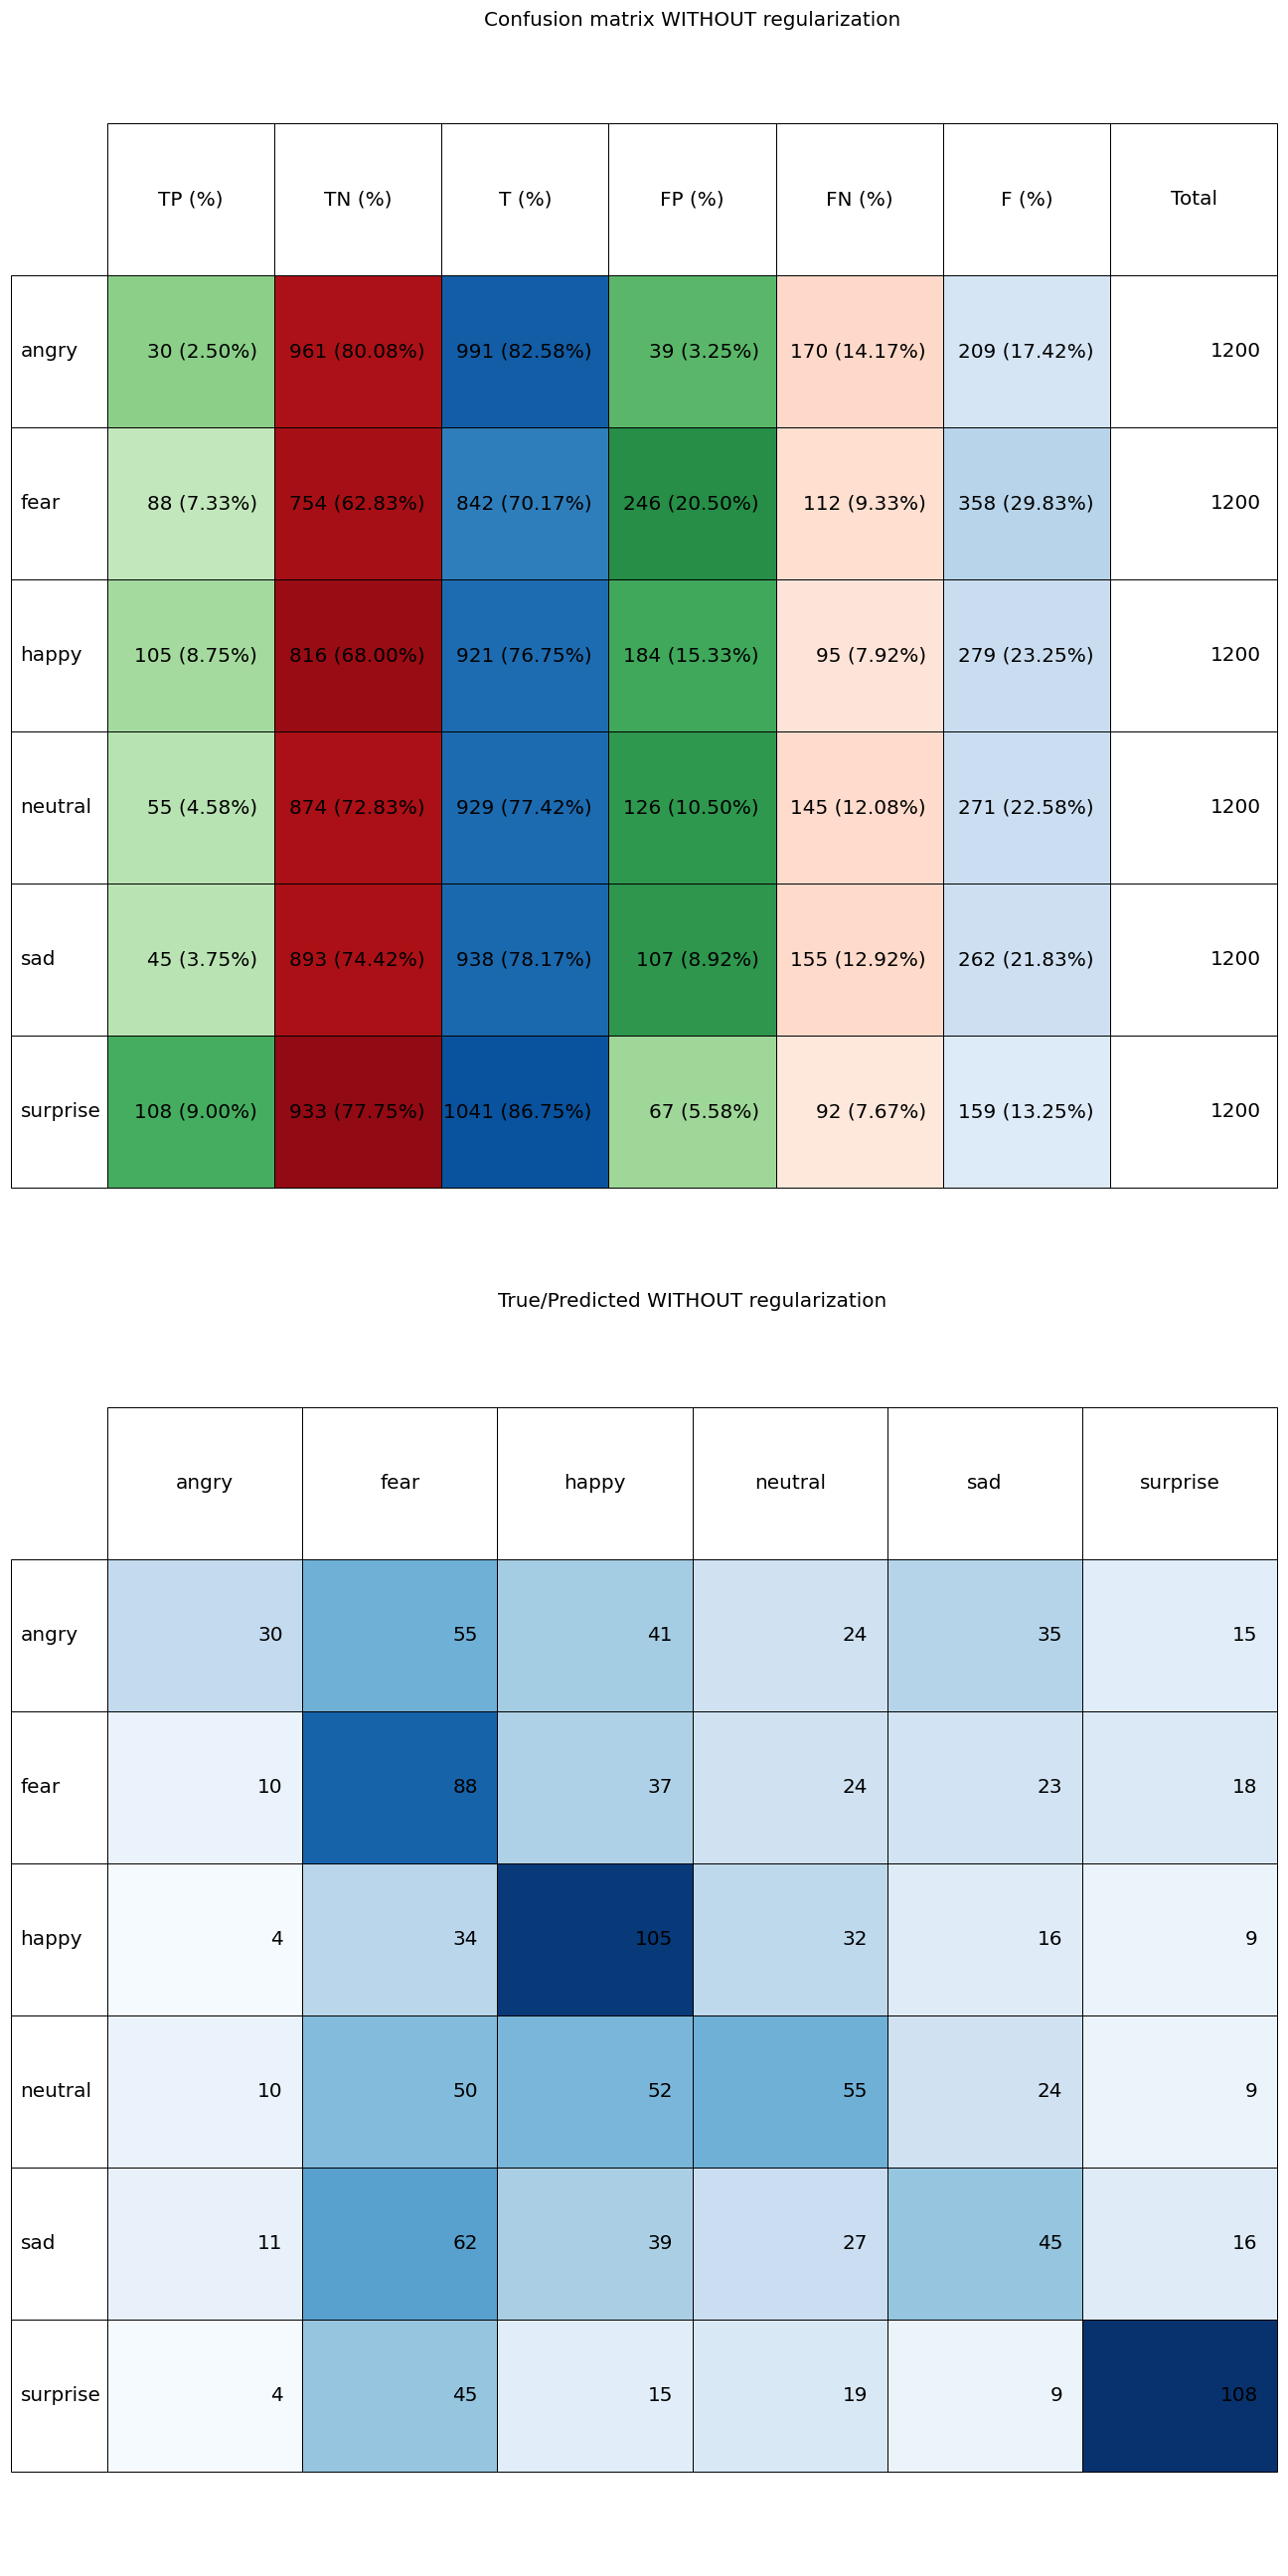 Confusion matrix WITHOUT regularization
TP (%) TN (%) T (%) FP (%) FN (%) F (%) Total
angry 30 (2.50%) 961 (80.08%) 991 (82.58%) 39 (3.25%) 170 (14.17%) 209 (17.42%) 1200
fear 88 (7.33%) 754 (62.83%) 842 (70.17%) 246 (20.50%) 112 (9.33%) 358 (29.83%) 1200
happy 105 (8.75%) 816 (68.00%) 921 (76.75%) 184 (15.33%) 95 (7.92%) 279 (23.25%) 1200
neutral 55 (4.58%) 874 (72.83%) 929 (77.42%) 126 (10.50%) 145 (12.08%) 271 (22.58%) 1200
sad 45 (3.75%) 893 (74.42%) 938 (78.17%) 107 (8.92%) 155 (12.92%) 262 (21.83%) 1200
surprise 108 (9.00%) 933 (77.75%) 1041 (86.75%) 67 (5.58%) 92 (7.67%) 159 (13.25%) 1200
True/Predicted WITHOUT regularization
angry fear happy neutral sad surprise
angry 30 55 41 24 35 15
fear 10 88 37 24 23 18
happy 4 34 105 32 16 9
neutral 10 50 52 55 24 9
sad 11 62 39 27 45 16
surprise 4 45 15 19 9 108